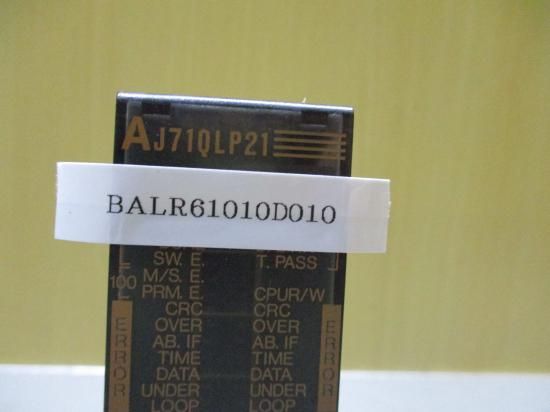 AJ71QLP21
BALR61010D010
SW. E. T. PASS
M/S. E.
100
PRM. E. CPUR/W
CRC CRC
OVER OVER
AB. IF AB. IF
TIME TIME
DATA DATA
UNDER UNDER
LOOP LOOP
ERROR
ERROR